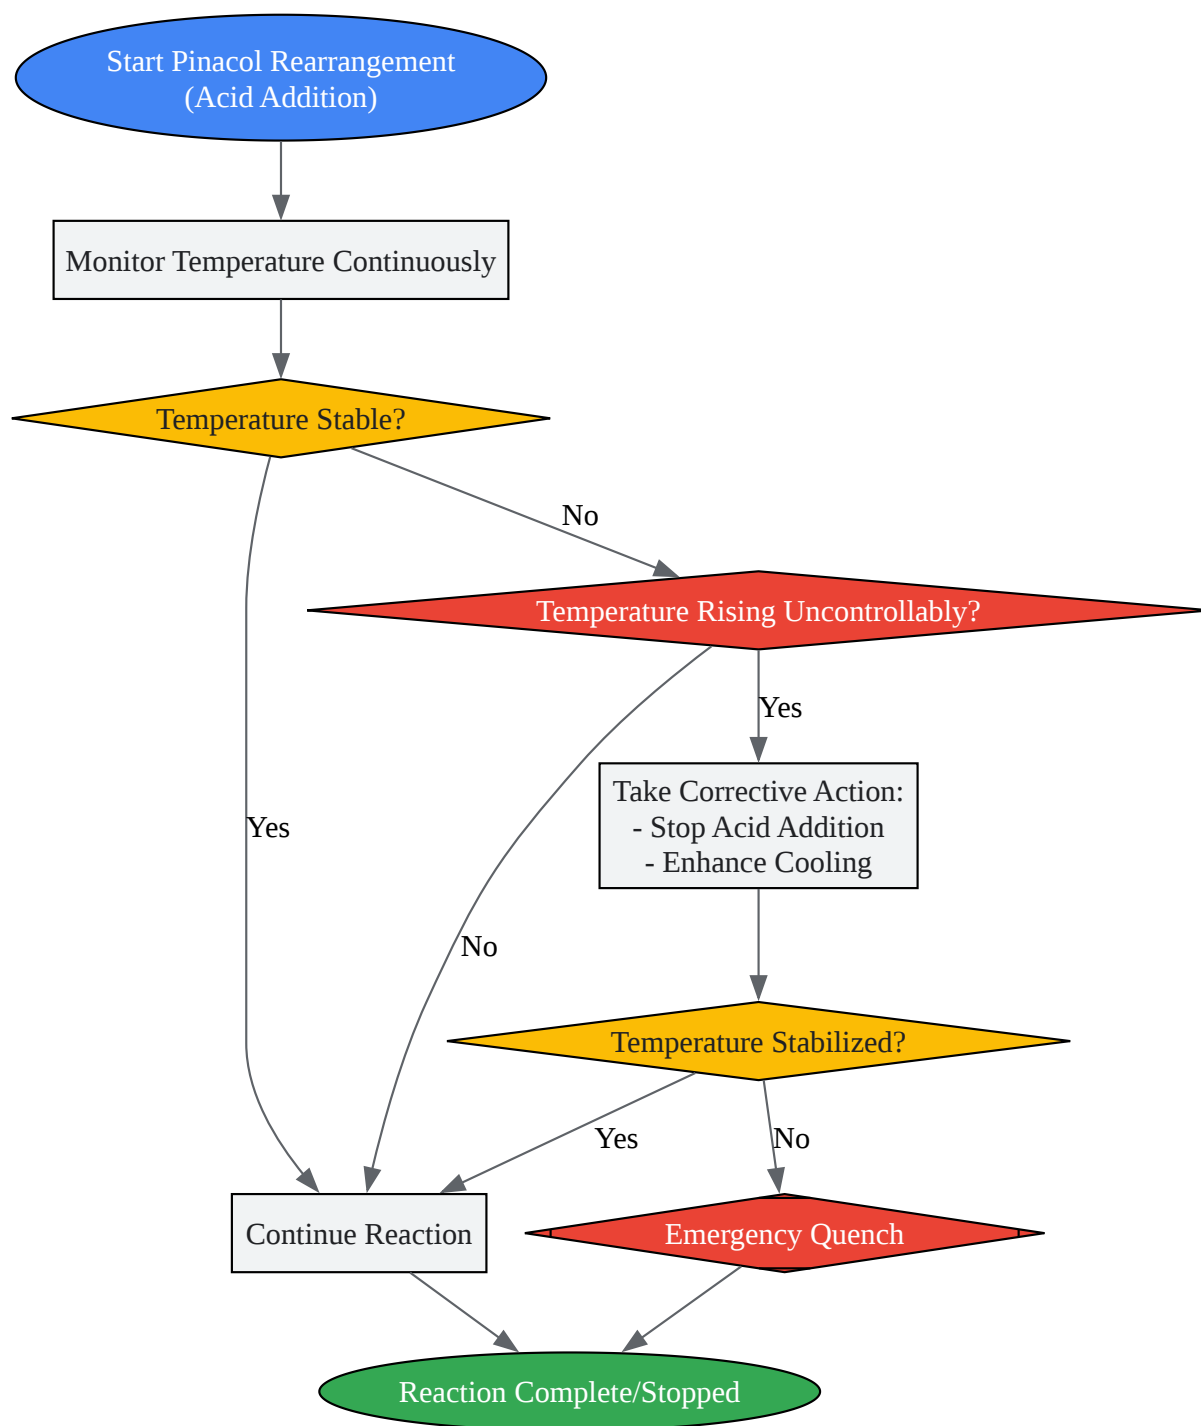 Start Pinacol Rearrangement
(Acid Addition)
Monitor Temperature Continuously
Temperature Stable?
No
Temperature Rising Uncontrollably?
Yes
Take Corrective Action:
- Stop Acid Addition
- Enhance Cooling
Yes
No
Temperature Stabilized?
Yes
No
Continue Reaction
Emergency Quench
Reaction Complete/Stopped